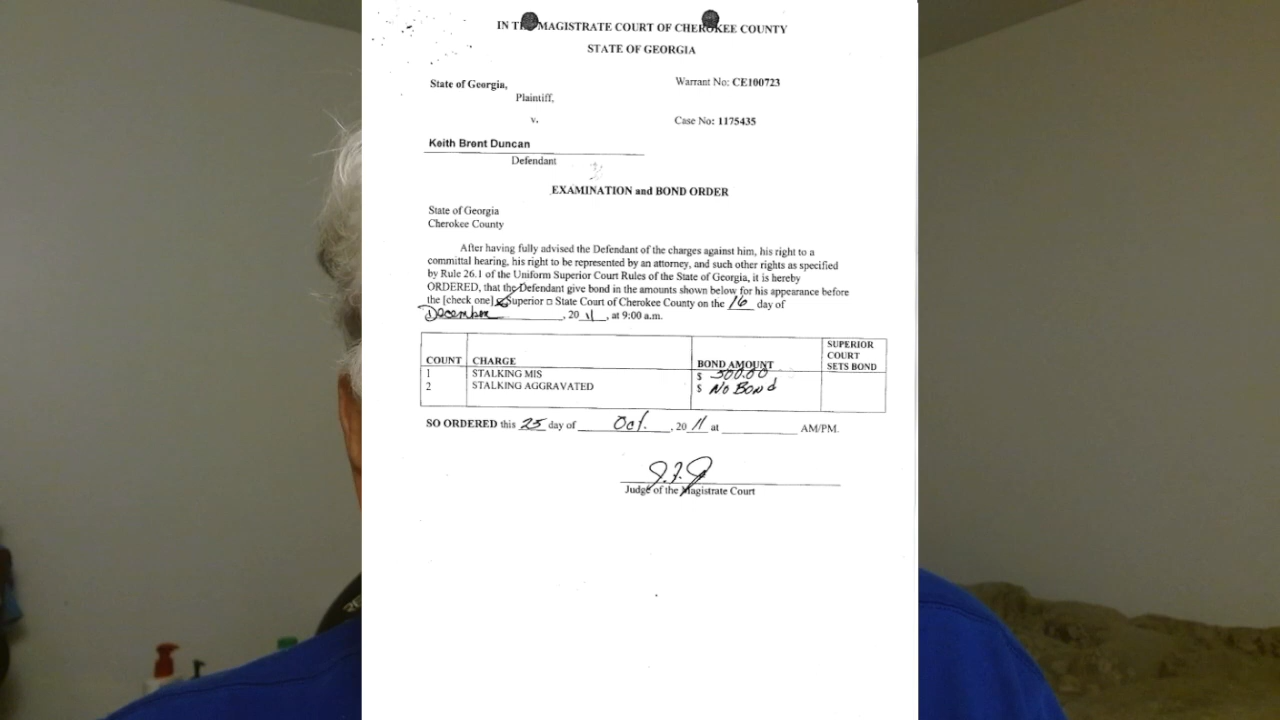 IN THE MAGISTRATE COURT OF CHEROKEE COUNTY
STATE OF GEORGIA
State of Georgia,
Warrant No: CE100723
Plaintiff,
v.
Case No: 1175435
Keith Brent Duncan
Defendant
EXAMINATION and BOND ORDER
State of Georgia
Cherokee County
After having fully advised the Defendant of the charges against him, his right to a
committal hearing, his right to be represented by an attorney, and such other rights as specified
by Rule 26.1 of the Uniform Superior Court Rules of the State of Georgia, it is hereby
ORDERED, that the Defendant give bond in the amounts shown below for his appearance before
the [check one] ☑ Superior □ State Court of Cherokee County on the 16 day of
December, 20 11, at 9:00 a.m.
COUNT CHARGE BOND AMOUNT SUPERIOR COURT SETS BOND
1 STALKING MIS $ 500.00
2 STALKING AGGRAVATED $ No Bond
SO ORDERED this 25 day of Oct., 20 11 at AM/PM.
Judge of the Magistrate Court